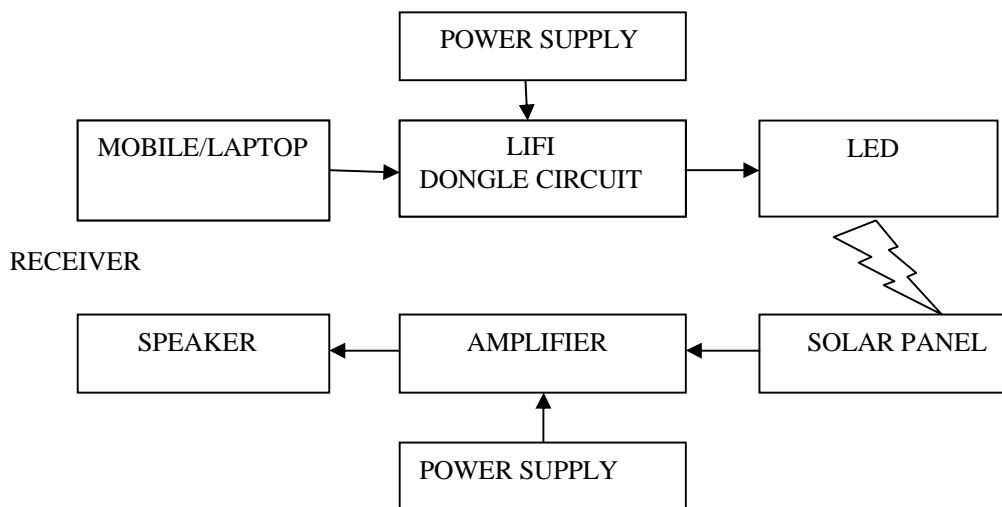 POWER SUPPLY
MOBILE/LAPTOP
LIFI
DONGLE CIRCUIT
LED
RECEIVER
SPEAKER
AMPLIFIER
SOLAR PANEL
POWER SUPPLY